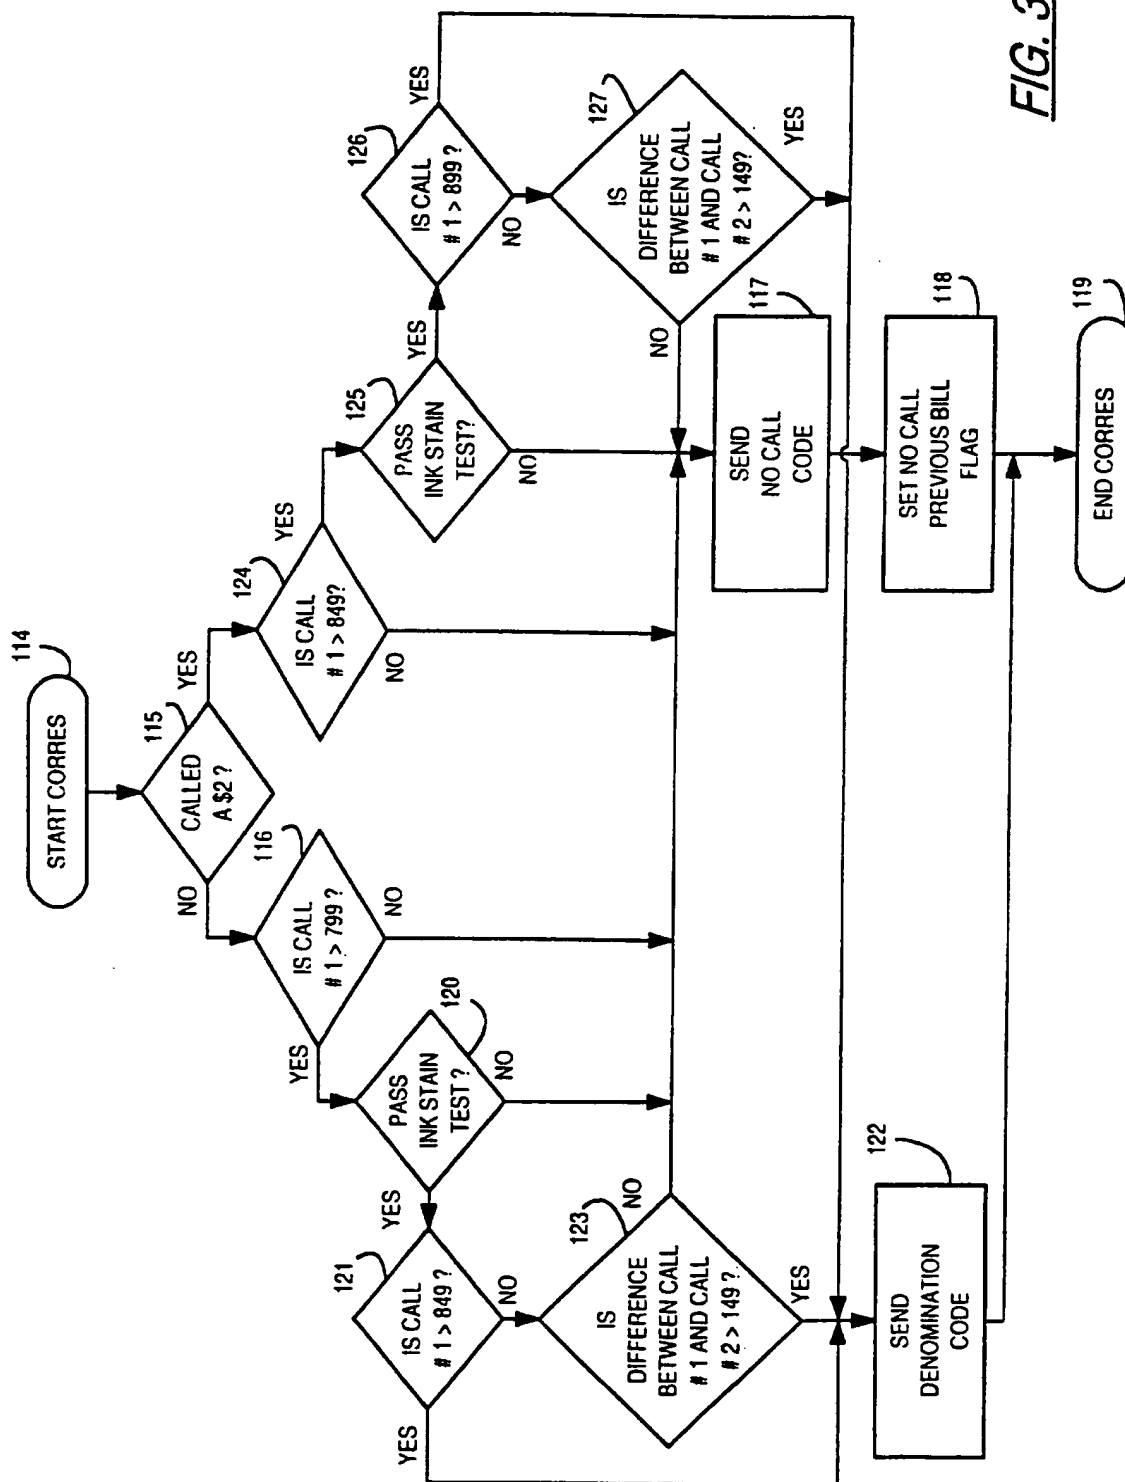 START CORRES
114
CALLED
A $2 ?
115
NO
YES
IS CALL
# 1 > 799 ?
116
YES
NO
IS CALL
# 1 > 849?
124
YES
NO
PASS
INK STAIN
TEST ?
120
YES
NO
PASS
INK STAIN
TEST?
125
YES
NO
IS CALL
# 1 > 849 ?
121
YES
NO
IS CALL
# 1 > 899 ?
126
YES
NO
IS
DIFFERENCE
BETWEEN CALL
# 1 AND CALL
# 2 > 149 ?
123
NO
YES
IS
DIFFERENCE
BETWEEN CALL
# 1 AND CALL
# 2 > 149?
127
NO
YES
SEND
NO CALL
CODE
117
SEND
DENOMINATION
CODE
122
SET NO CALL
PREVIOUS BILL
FLAG
118
END CORRES
119
FIG. 3